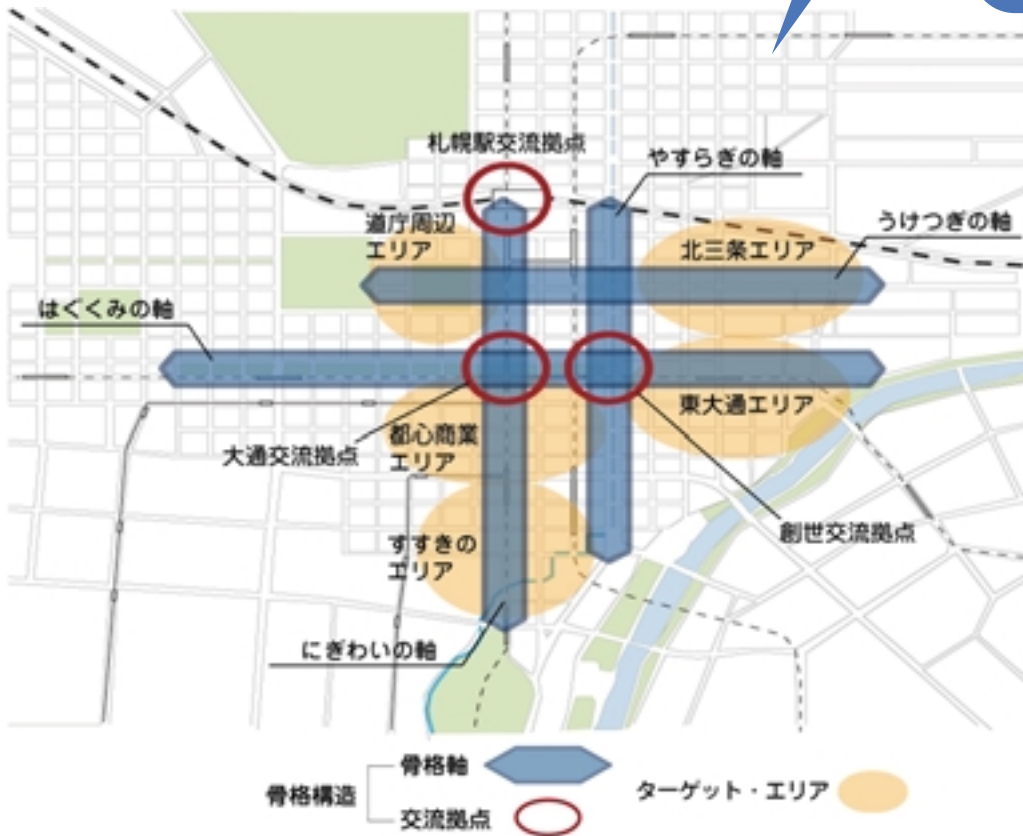 札幌駅交流拠点
やすらぎの軸
道庁周辺
エリア
北三条エリア
うけつぎの軸
はぐくみの軸
東大通エリア
大通交流拠点
都心商業
エリア
創世交流拠点
すすきの
エリア
にぎわいの軸
骨格構造
骨格軸
交流拠点
ターゲット・エリア